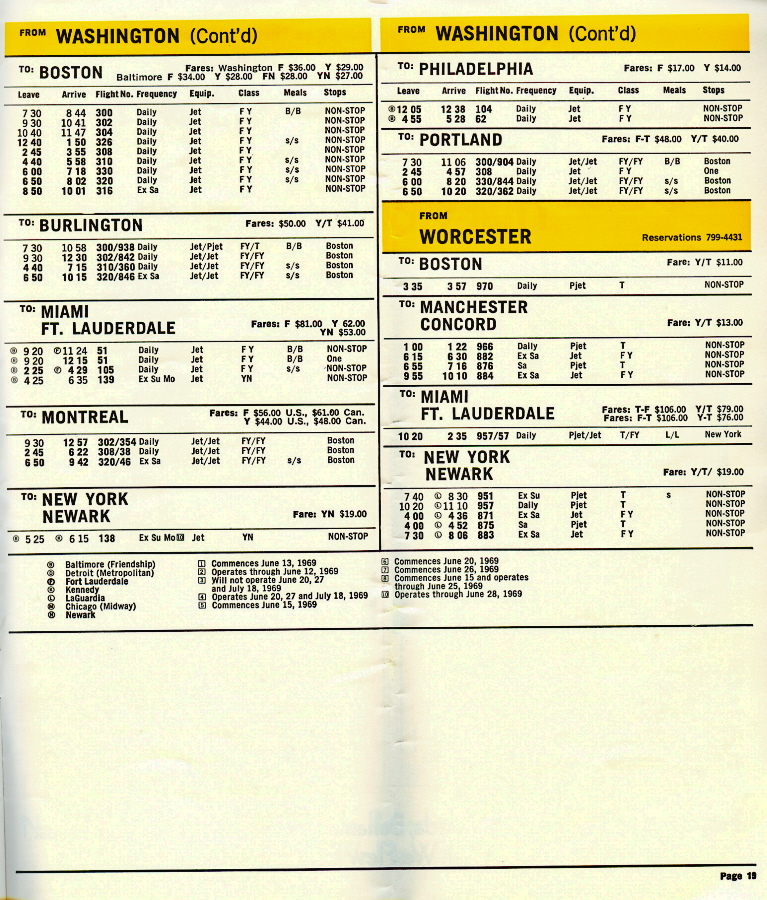 FROM WASHINGTON (Cont'd)
TO: BOSTON Fares: Washington F $36.00 Y $29.00
Baltimore F $34.00 Y $28.00 FN $28.00 YN $27.00
Leave Arrive Flight No. Frequency Equip. Class Meals Stops
7 30 8 44 300 Daily Jet F Y B/B NON-STOP
9 30 10 41 302 Daily Jet F Y NON-STOP
10 40 11 47 304 Daily Jet F Y NON-STOP
12 40 1 50 326 Daily Jet F Y s/s NON-STOP
2 45 3 55 308 Daily Jet F Y NON-STOP
4 40 5 58 310 Daily Jet F Y s/s NON-STOP
6 00 7 18 330 Daily Jet F Y s/s NON-STOP
6 50 8 02 320 Daily Jet F Y s/s NON-STOP
8 50 10 01 316 Ex Sa Jet F Y NON-STOP
TO: BURLINGTON Fares: $50.00 Y/T $41.00
7 30 10 58 300/938 Daily Jet/Pjet FY/T B/B Boston
9 30 12 30 302/842 Daily Jet/Jet FY/FY Boston
4 40 7 15 310/360 Daily Jet/Jet FY/FY s/s Boston
6 50 10 15 320/846 Ex Sa Jet/Jet FY/FY s/s Boston
TO: MIAMI
FT. LAUDERDALE Fares: F $81.00 Y 62.00
YN $53.00
Ⓑ 9 20 Ⓕ 11 24 51 Daily Jet F Y B/B NON-STOP
Ⓑ 9 20 12 15 51 Daily Jet F Y B/B One
Ⓑ 2 25 Ⓕ 4 29 105 Daily Jet F Y s/s NON-STOP
Ⓑ 4 25 6 35 139 Ex Su Mo Jet YN NON-STOP
TO: MONTREAL Fares: F $56.00 U.S., $61.00 Can.
Y $44.00 U.S., $48.00 Can.
9 30 12 57 302/354 Daily Jet/Jet FY/FY Boston
2 45 6 22 308/38 Daily Jet/Jet FY/FY Boston
6 50 9 42 320/46 Ex Sa Jet/Jet FY/FY s/s Boston
TO: NEW YORK
NEWARK Fare: YN $19.00
Ⓑ 5 25 Ⓚ 6 15 138 Ex Su Mo 10 Jet YN NON-STOP
FROM WASHINGTON (Cont'd)
TO: PHILADELPHIA Fares: F $17.00 Y $14.00
Leave Arrive Flight No. Frequency Equip. Class Meals Stops
Ⓑ 12 05 12 38 104 Daily Jet F Y NON-STOP
Ⓑ 4 55 5 28 62 Daily Jet F Y NON-STOP
TO: PORTLAND Fares: F-T $48.00 Y/T $40.00
7 30 11 06 300/904 Daily Jet/Jet FY/FY B/B Boston
2 45 4 57 308 Daily Jet F Y One
6 00 8 20 330/844 Daily Jet/Jet FY/FY s/s Boston
6 50 10 20 320/362 Daily Jet/Jet FY/FY s/s Boston
FROM
WORCESTER Reservations 799-4431
TO: BOSTON Fare: Y/T $11.00
3 35 3 57 970 Daily Pjet T NON-STOP
TO: MANCHESTER
CONCORD Fare: Y/T $13.00
1 00 1 22 966 Daily Pjet T NON-STOP
6 15 6 30 882 Ex Sa Jet F Y NON-STOP
6 55 7 16 876 Sa Pjet T NON-STOP
9 55 10 10 884 Ex Sa Jet F Y NON-STOP
TO: MIAMI
FT. LAUDERDALE Fares: T-F $106.00 Y/T $79.00
Fares: F-T $106.00 Y-T $76.00
10 20 2 35 957/57 Daily Pjet/Jet T/FY L/L New York
TO: NEW YORK
NEWARK Fare: Y/T/ $19.00
7 40 Ⓛ 8 30 951 Ex Su Pjet T s NON-STOP
10 20 Ⓛ 11 10 957 Daily Pjet T NON-STOP
4 00 Ⓛ 4 36 871 Ex Sa Jet F Y NON-STOP
4 00 Ⓛ 4 52 875 Sa Pjet T NON-STOP
7 30 Ⓛ 8 06 883 Ex Sa Jet F Y NON-STOP
Ⓑ Baltimore (Friendship)
Ⓓ Detroit (Metropolitan)
Ⓕ Fort Lauderdale
Ⓚ Kennedy
Ⓛ LaGuardia
Ⓜ Chicago (Midway)
Ⓝ Newark
1 Commences June 13, 1969
2 Operates through June 12, 1969
3 Will not operate June 20, 27
and July 18, 1969
4 Operates June 20, 27 and July 18, 1969
5 Commences June 15, 1969
6 Commences June 20, 1969
7 Commences June 26, 1969
8 Commences June 15 and operates
through June 25, 1969
10 Operates through June 28, 1969
Page 19